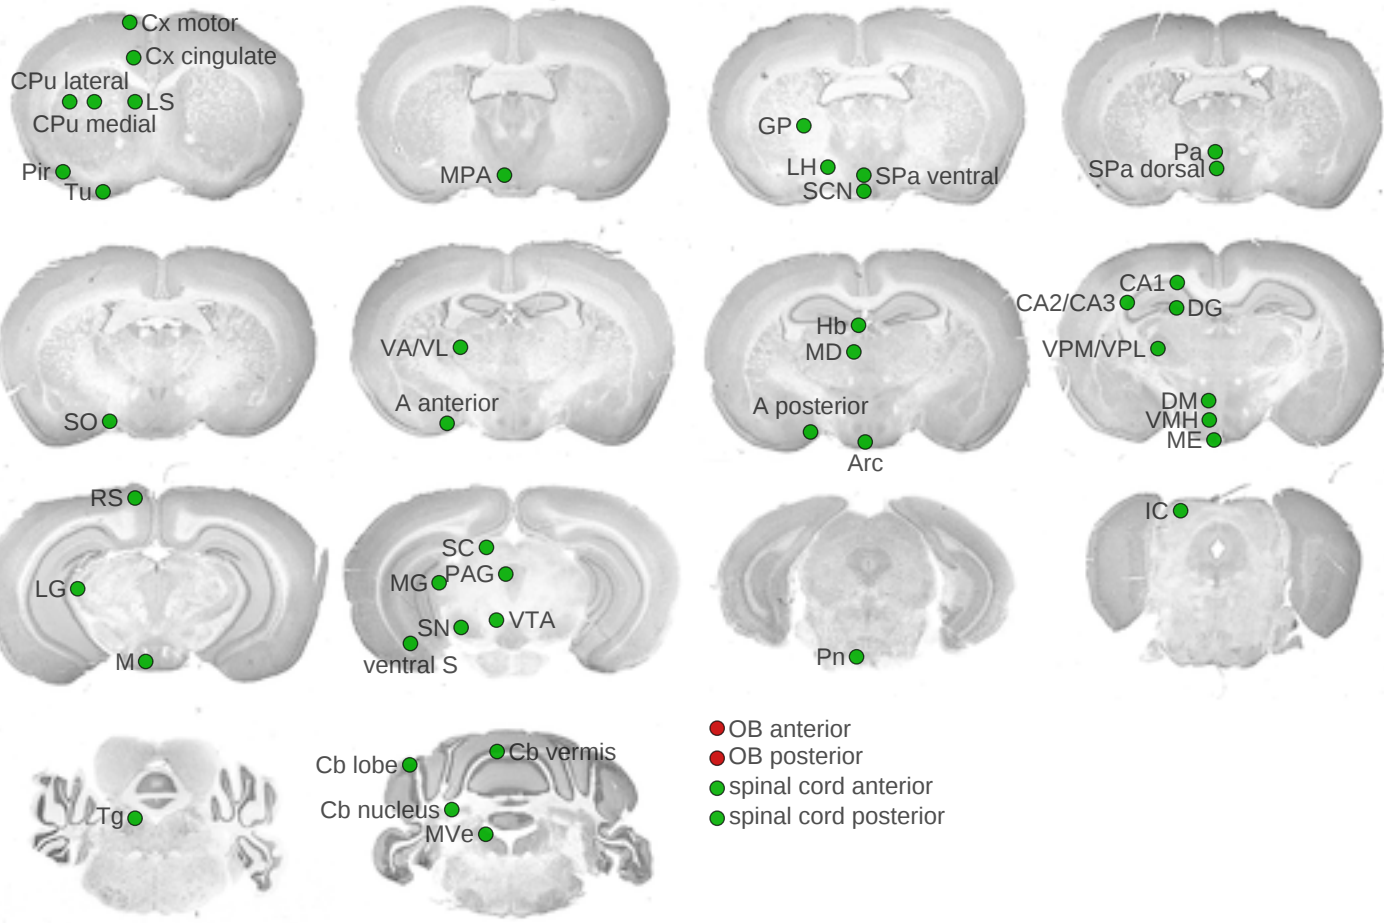 Cx motor
Cx cingulate
CPu lateral
LS
CPu medial
Pir
Tu
MPA
GP
LH
SPa ventral
SCN
Pa
SPa dorsal
SO
VA/VL
A anterior
Hb
MD
A posterior
Arc
CA1
CA2/CA3
DG
VPM/VPL
DM
VMH
ME
RS
LG
M
SC
MG
PAG
SN
VTA
ventral S
Pn
IC
Tg
Cb lobe
Cb vermis
Cb nucleus
MVe
OB anterior
OB posterior
spinal cord anterior
spinal cord posterior